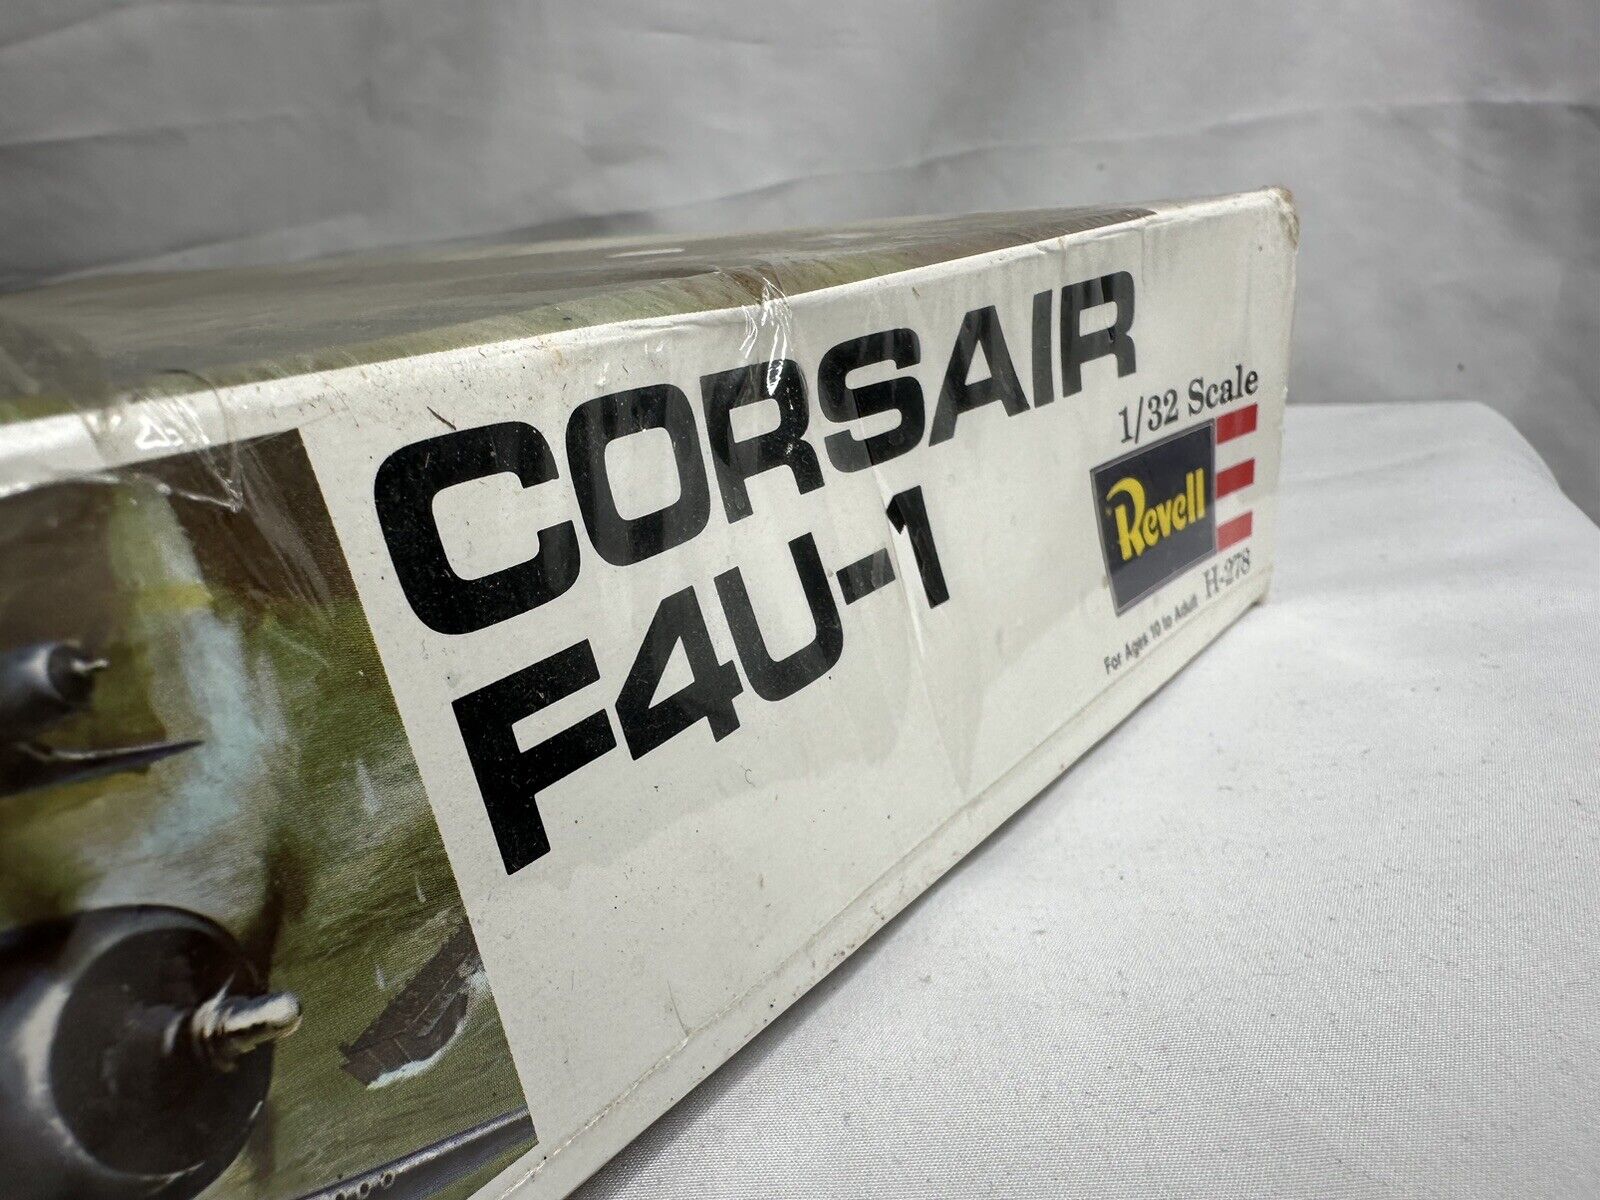 CORSAIR
F4U-1
1/32 Scale
Revell
For Ages 10 to Adult H-278